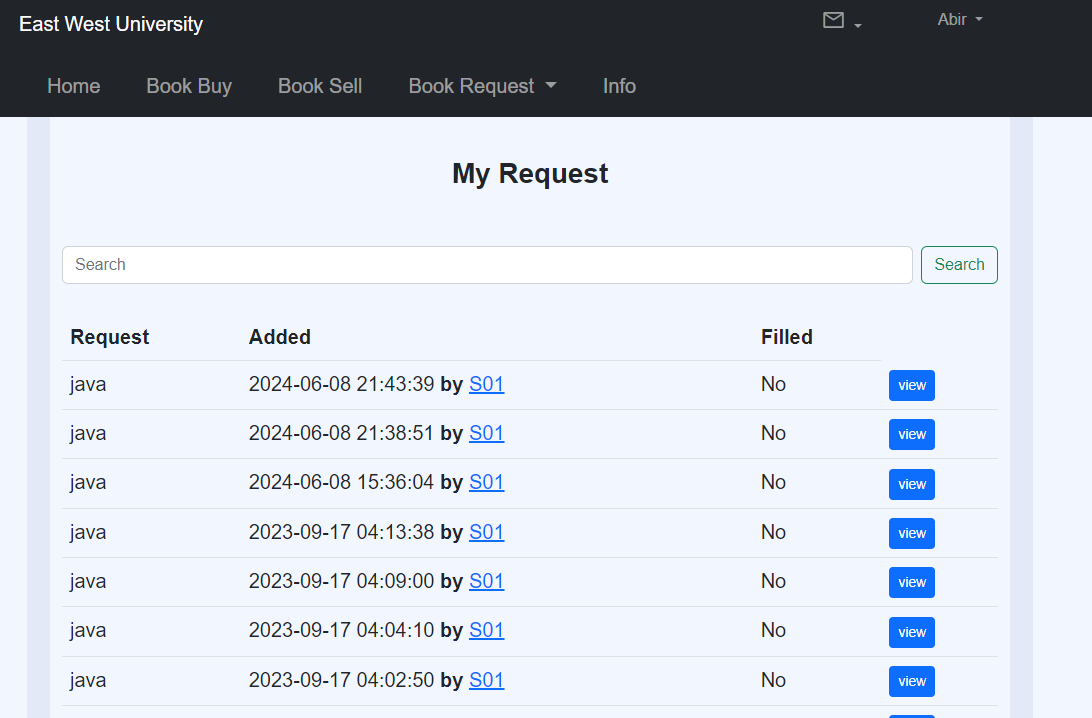 East West University
Abir
Home Book Buy Book Sell Book Request Info
My Request
Search Search
Request Added Filled
java 2024-06-08 21:43:39 by S01 No view
java 2024-06-08 21:38:51 by S01 No view
java 2024-06-08 15:36:04 by S01 No view
java 2023-09-17 04:13:38 by S01 No view
java 2023-09-17 04:09:00 by S01 No view
java 2023-09-17 04:04:10 by S01 No view
java 2023-09-17 04:02:50 by S01 No view